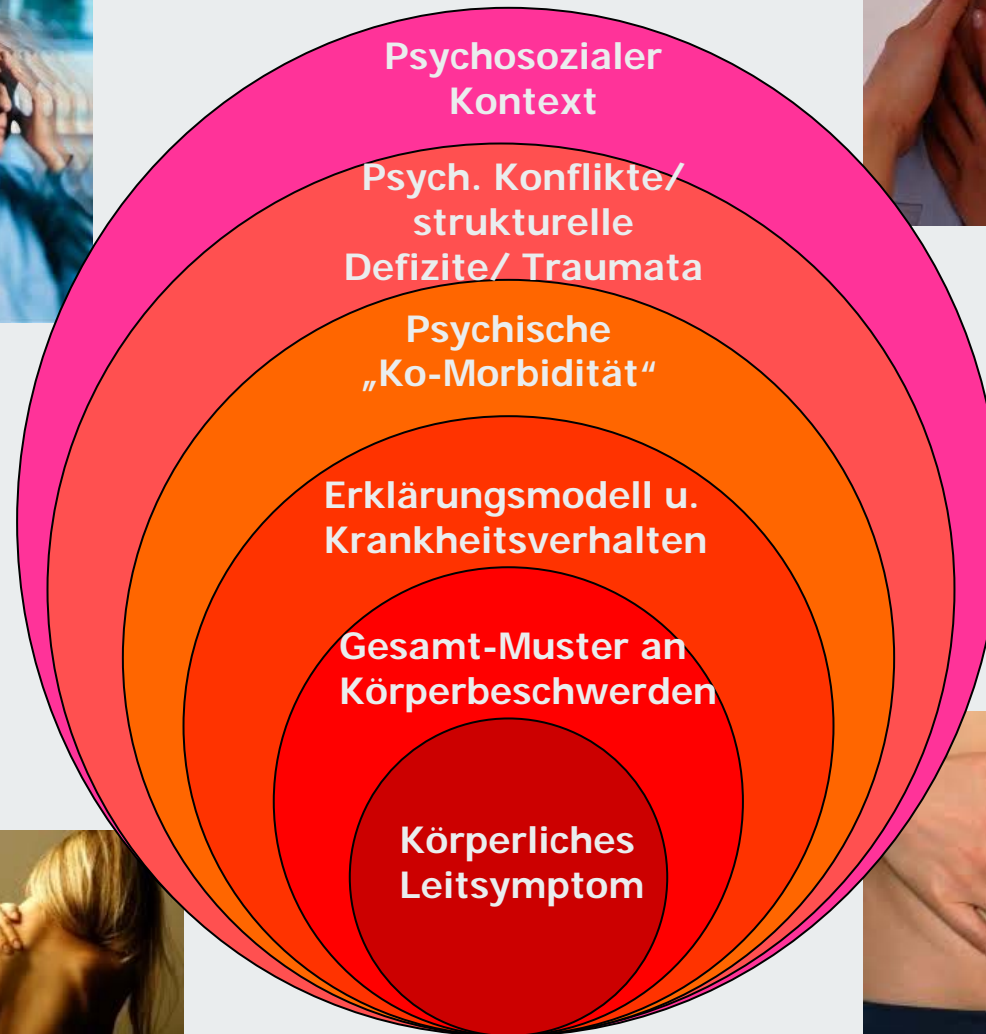 Psychosozialer
Kontext
Psych. Konflikte/
strukturelle
Defizite/ Traumata
Psychische
„Ko-Morbidität“
Erklärungsmodell u.
Krankheitsverhalten
Gesamt-Muster an
Körperbeschwerden
Körperliches
Leitsymptom